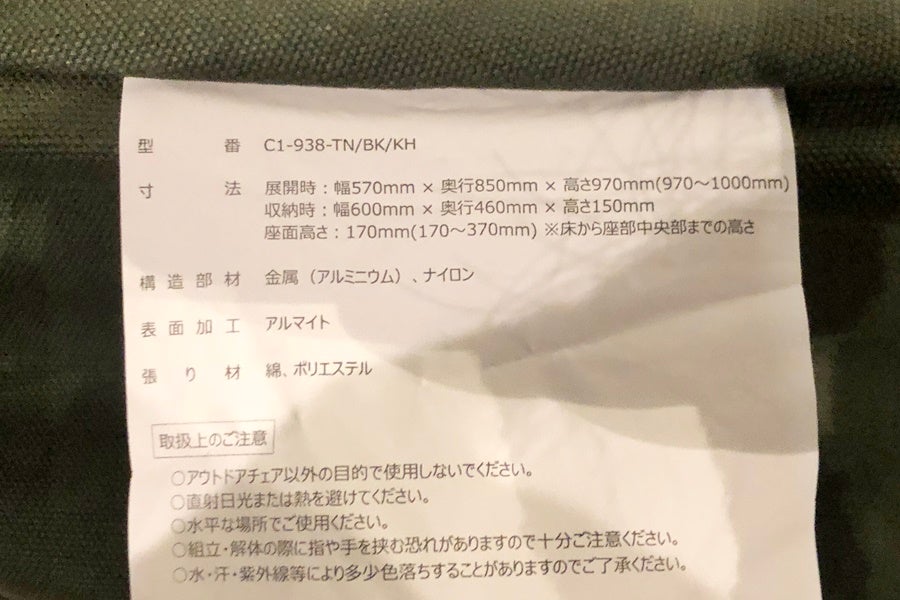 型番 C1-938-TN/BK/KH
寸法 展開時：幅570mm × 奥行850mm × 高さ970mm(970～1000mm)
収納時：幅600mm × 奥行460mm × 高さ150mm
座面高さ：170mm(170～370mm) ※床から座部中央部までの高さ
構造部材 金属（アルミニウム）、ナイロン
表面加工 アルマイト
張り材 綿、ポリエステル
取扱上のご注意
○アウトドアチェア以外の目的で使用しないでください。
○直射日光または熱を避けてください。
○水平な場所でご使用ください。
○組立・解体の際に指や手を挟む恐れがありますので十分ご注意ください。
○水・汗・紫外線等により多少色落ちすることがありますのでご了承ください。